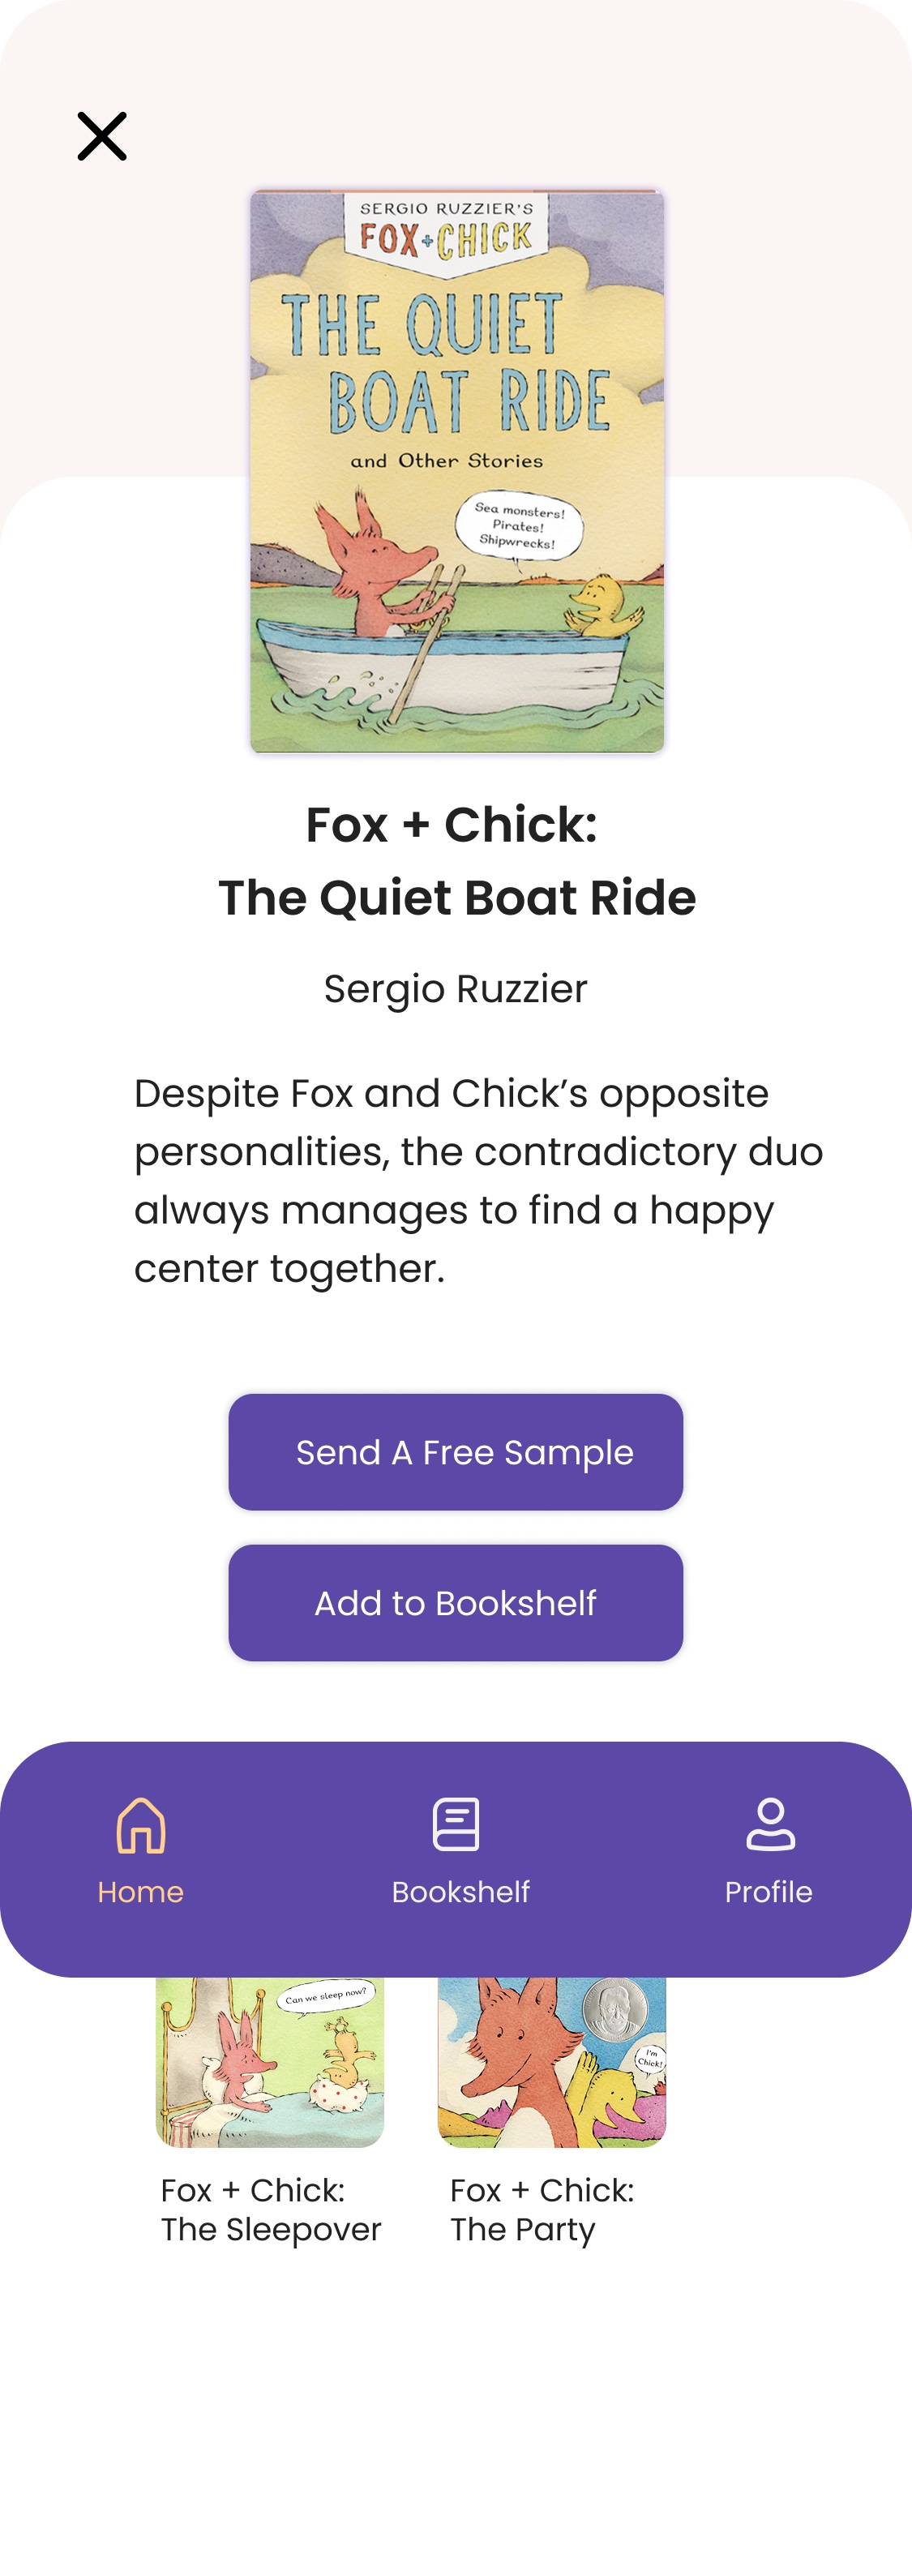 SERGIO RUZZIER'S
FOX + CHICK
THE QUIET
BOAT RIDE
and Other Stories
Sea monsters!
Pirates!
Shipwrecks!
Fox + Chick:
The Quiet Boat Ride
Sergio Ruzzier
Despite Fox and Chick’s opposite
personalities, the contradictory duo
always manages to find a happy
center together.
Send A Free Sample
Add to Bookshelf
Home
Bookshelf
Profile
Can we sleep now?
I'm
Chick!
Fox + Chick:
The Sleepover
Fox + Chick:
The Party